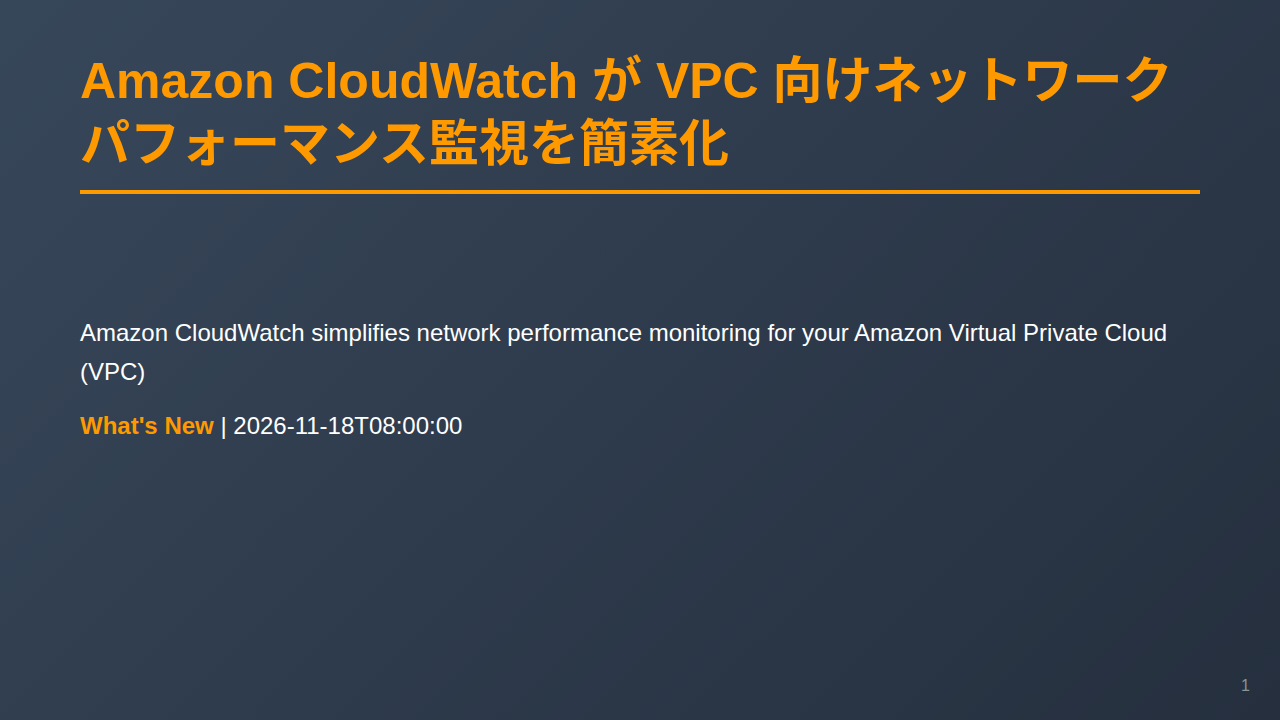 Amazon CloudWatch が VPC 向けネットワーク
パフォーマンス監視を簡素化
Amazon CloudWatch simplifies network performance monitoring for your Amazon Virtual Private Cloud
(VPC)
What's New | 2026-11-18T08:00:00
1